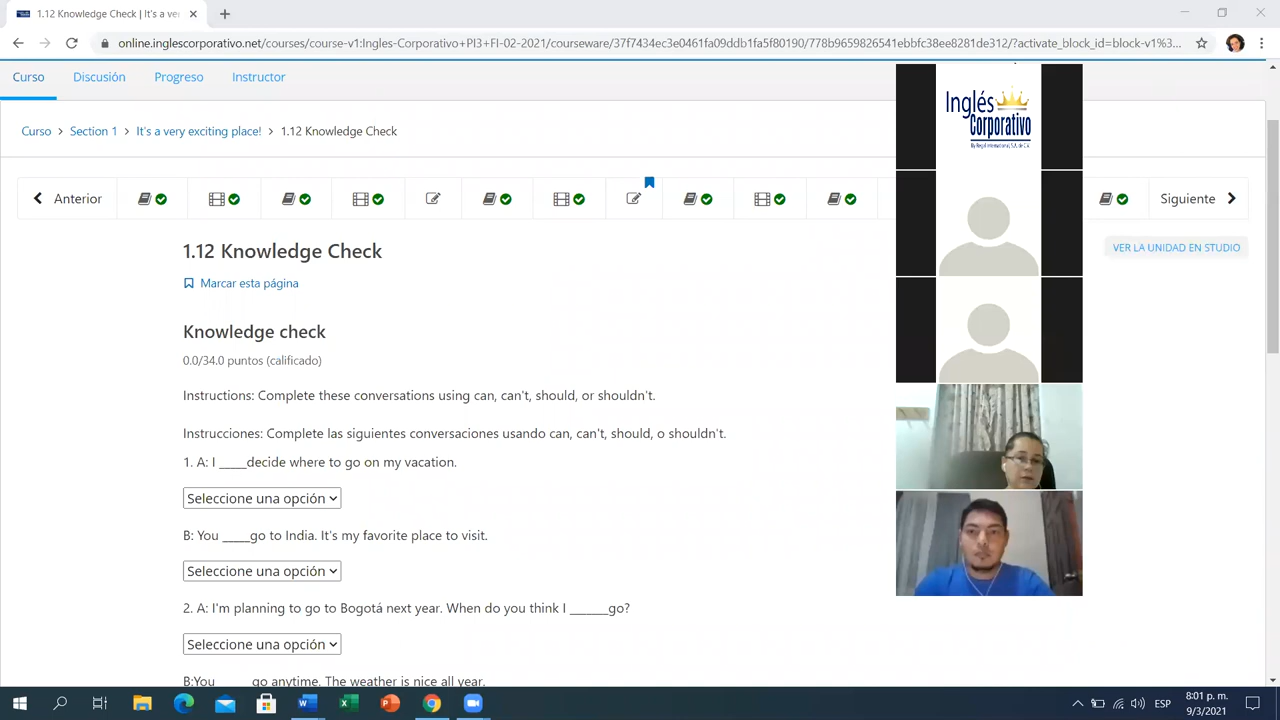 1.12 Knowledge Check | It's a ve
online.inglescorporativo.net/courses/course-v1:Ingles-Corporativo+PI3+FI-02-2021/courseware/37f7434ec3e0461fa09ddb1fa5f80190/778b9659826541ebbfc38ee8281de312/?activate_block_id=block-v1%3...
Curso Discusión Progreso Instructor
Inglés
Corporativo
By Regal International, S.A. de C.V.
Curso > Section 1 > It's a very exciting place! > 1.12 Knowledge Check
Anterior Siguiente
1.12 Knowledge Check
VER LA UNIDAD EN STUDIO
Marcar esta página
Knowledge check
0.0/34.0 puntos (calificado)
Instructions: Complete these conversations using can, can't, should, or shouldn't.
Instrucciones: Complete las siguientes conversaciones usando can, can't, should, o shouldn't.
1. A: I ____decide where to go on my vacation.
Seleccione una opción
B: You ____go to India. It's my favorite place to visit.
Seleccione una opción
2. A: I'm planning to go to Bogotá next year. When do you think I ______go?
Seleccione una opción
B:You _____go anytime. The weather is nice all year.
ESP
8:01 p. m.
9/3/2021